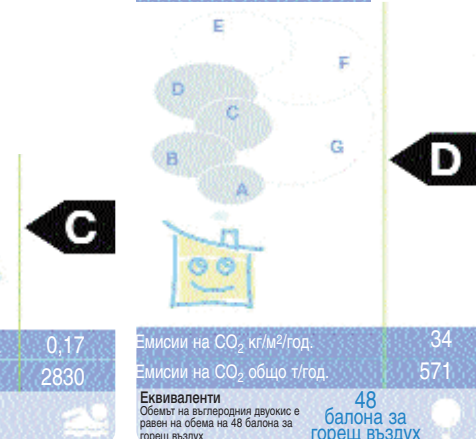 E
F
D
C
G
B
A
C
D
0,17
2830
Емисии на CO₂ кг/м²/год. 34
Емисии на CO₂ общо т/год. 571
Еквиваленти
Обемът на въглеродния двуокис е
равен на обема на 48 балона за
горещ въздух
48
балона за
горещ въздух